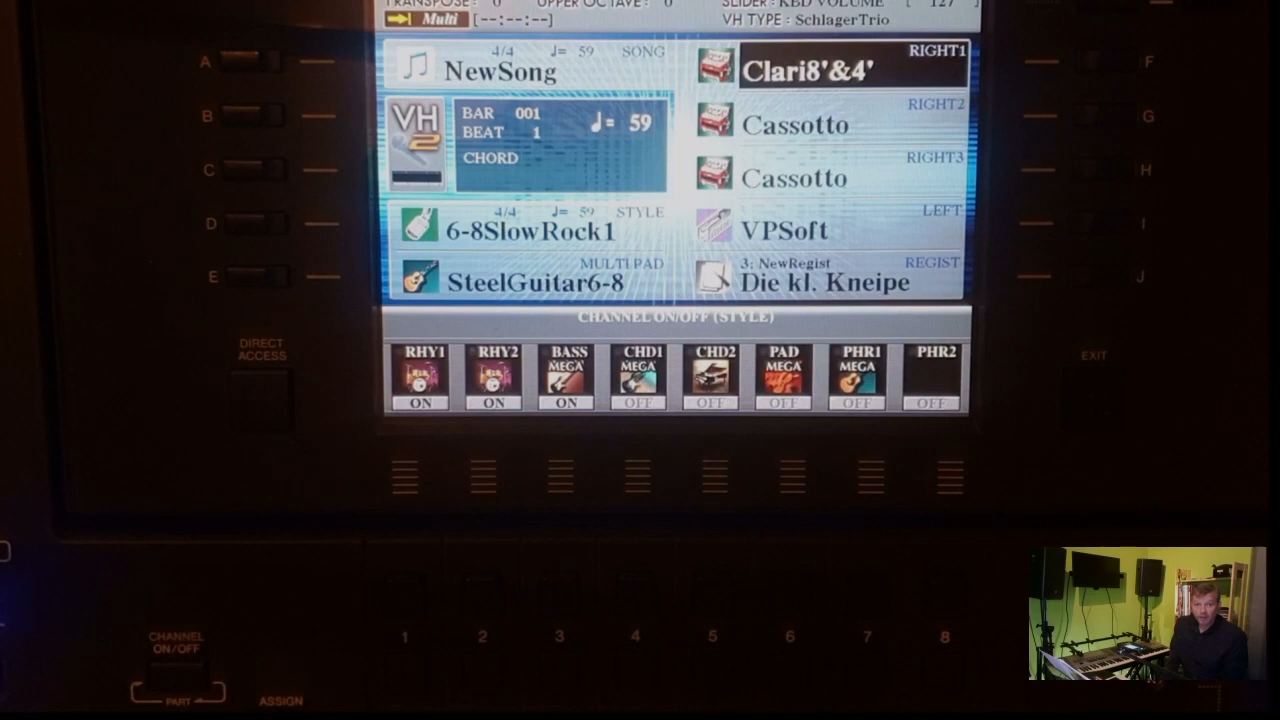 TRANSPOSE: 0 UPPER OCTAVE: 0 SLIDER: KBD VOLUME [ 127 ]
Multi [--:--:--] VH TYPE : SchlagerTrio
A
B
C
D
E
4/4 ♩= 59 SONG
NewSong
VH
2
BAR 001
BEAT 1
♩= 59
CHORD
4/4 ♩= 59 STYLE
6-8SlowRock1
MULTI PAD
SteelGuitar6-8
RIGHT1
Clari8'&4'
RIGHT2
Cassotto
RIGHT3
Cassotto
LEFT
VPSoft
3: NewRegist REGIST
Die kl. Kneipe
F
G
H
I
J
CHANNEL ON/OFF (STYLE)
RHY1 RHY2 BASS CHD1 CHD2 PAD PHR1 PHR2
MEGA MEGA MEGA MEGA
ON ON ON OFF OFF OFF OFF OFF
DIRECT
ACCESS
EXIT
1 2 3 4 5 6 7 8
CHANNEL
ON/OFF
PART
ASSIGN